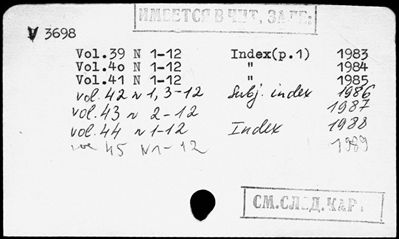 ИМЕЕТСЯ В ЧИТ. ЗАЛЕ:
V 3698
Vol.39 N 1-12 Index(p.1) 1983
Vol.40 N 1-12 " 1984
Vol.41 N 1-12 " 1985
vol. 42 N 1, 3-12 Subj. index 1986
vol. 43 N 2-12 1987
vol. 44 N 1-12 Index 1988
45 N1-12 1989
СМ. СЛЕД. КАР